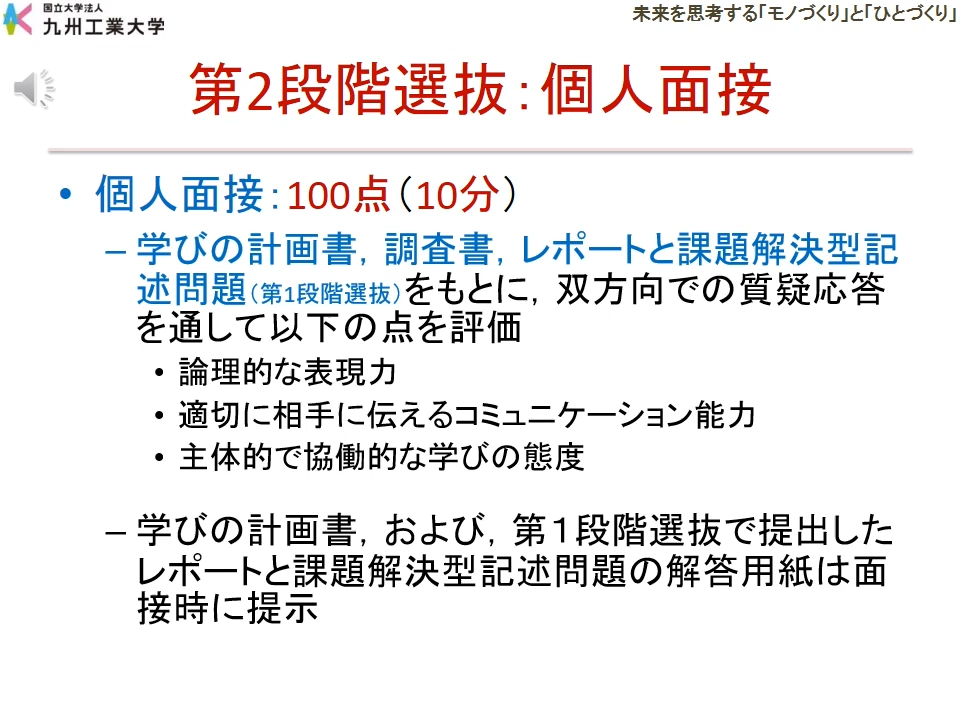 国立大学法人
九州工業大学
未来を思考する「モノづくり」と「ひとづくり」
第2段階選抜：個人面接
• 個人面接：100点（10分）
– 学びの計画書，調査書，レポートと課題解決型記
述問題（第1段階選抜）をもとに，双方向での質疑応答
を通して以下の点を評価
• 論理的な表現力
• 適切に相手に伝えるコミュニケーション能力
• 主体的で協働的な学びの態度
– 学びの計画書，および，第１段階選抜で提出した
レポートと課題解決型記述問題の解答用紙は面
接時に提示